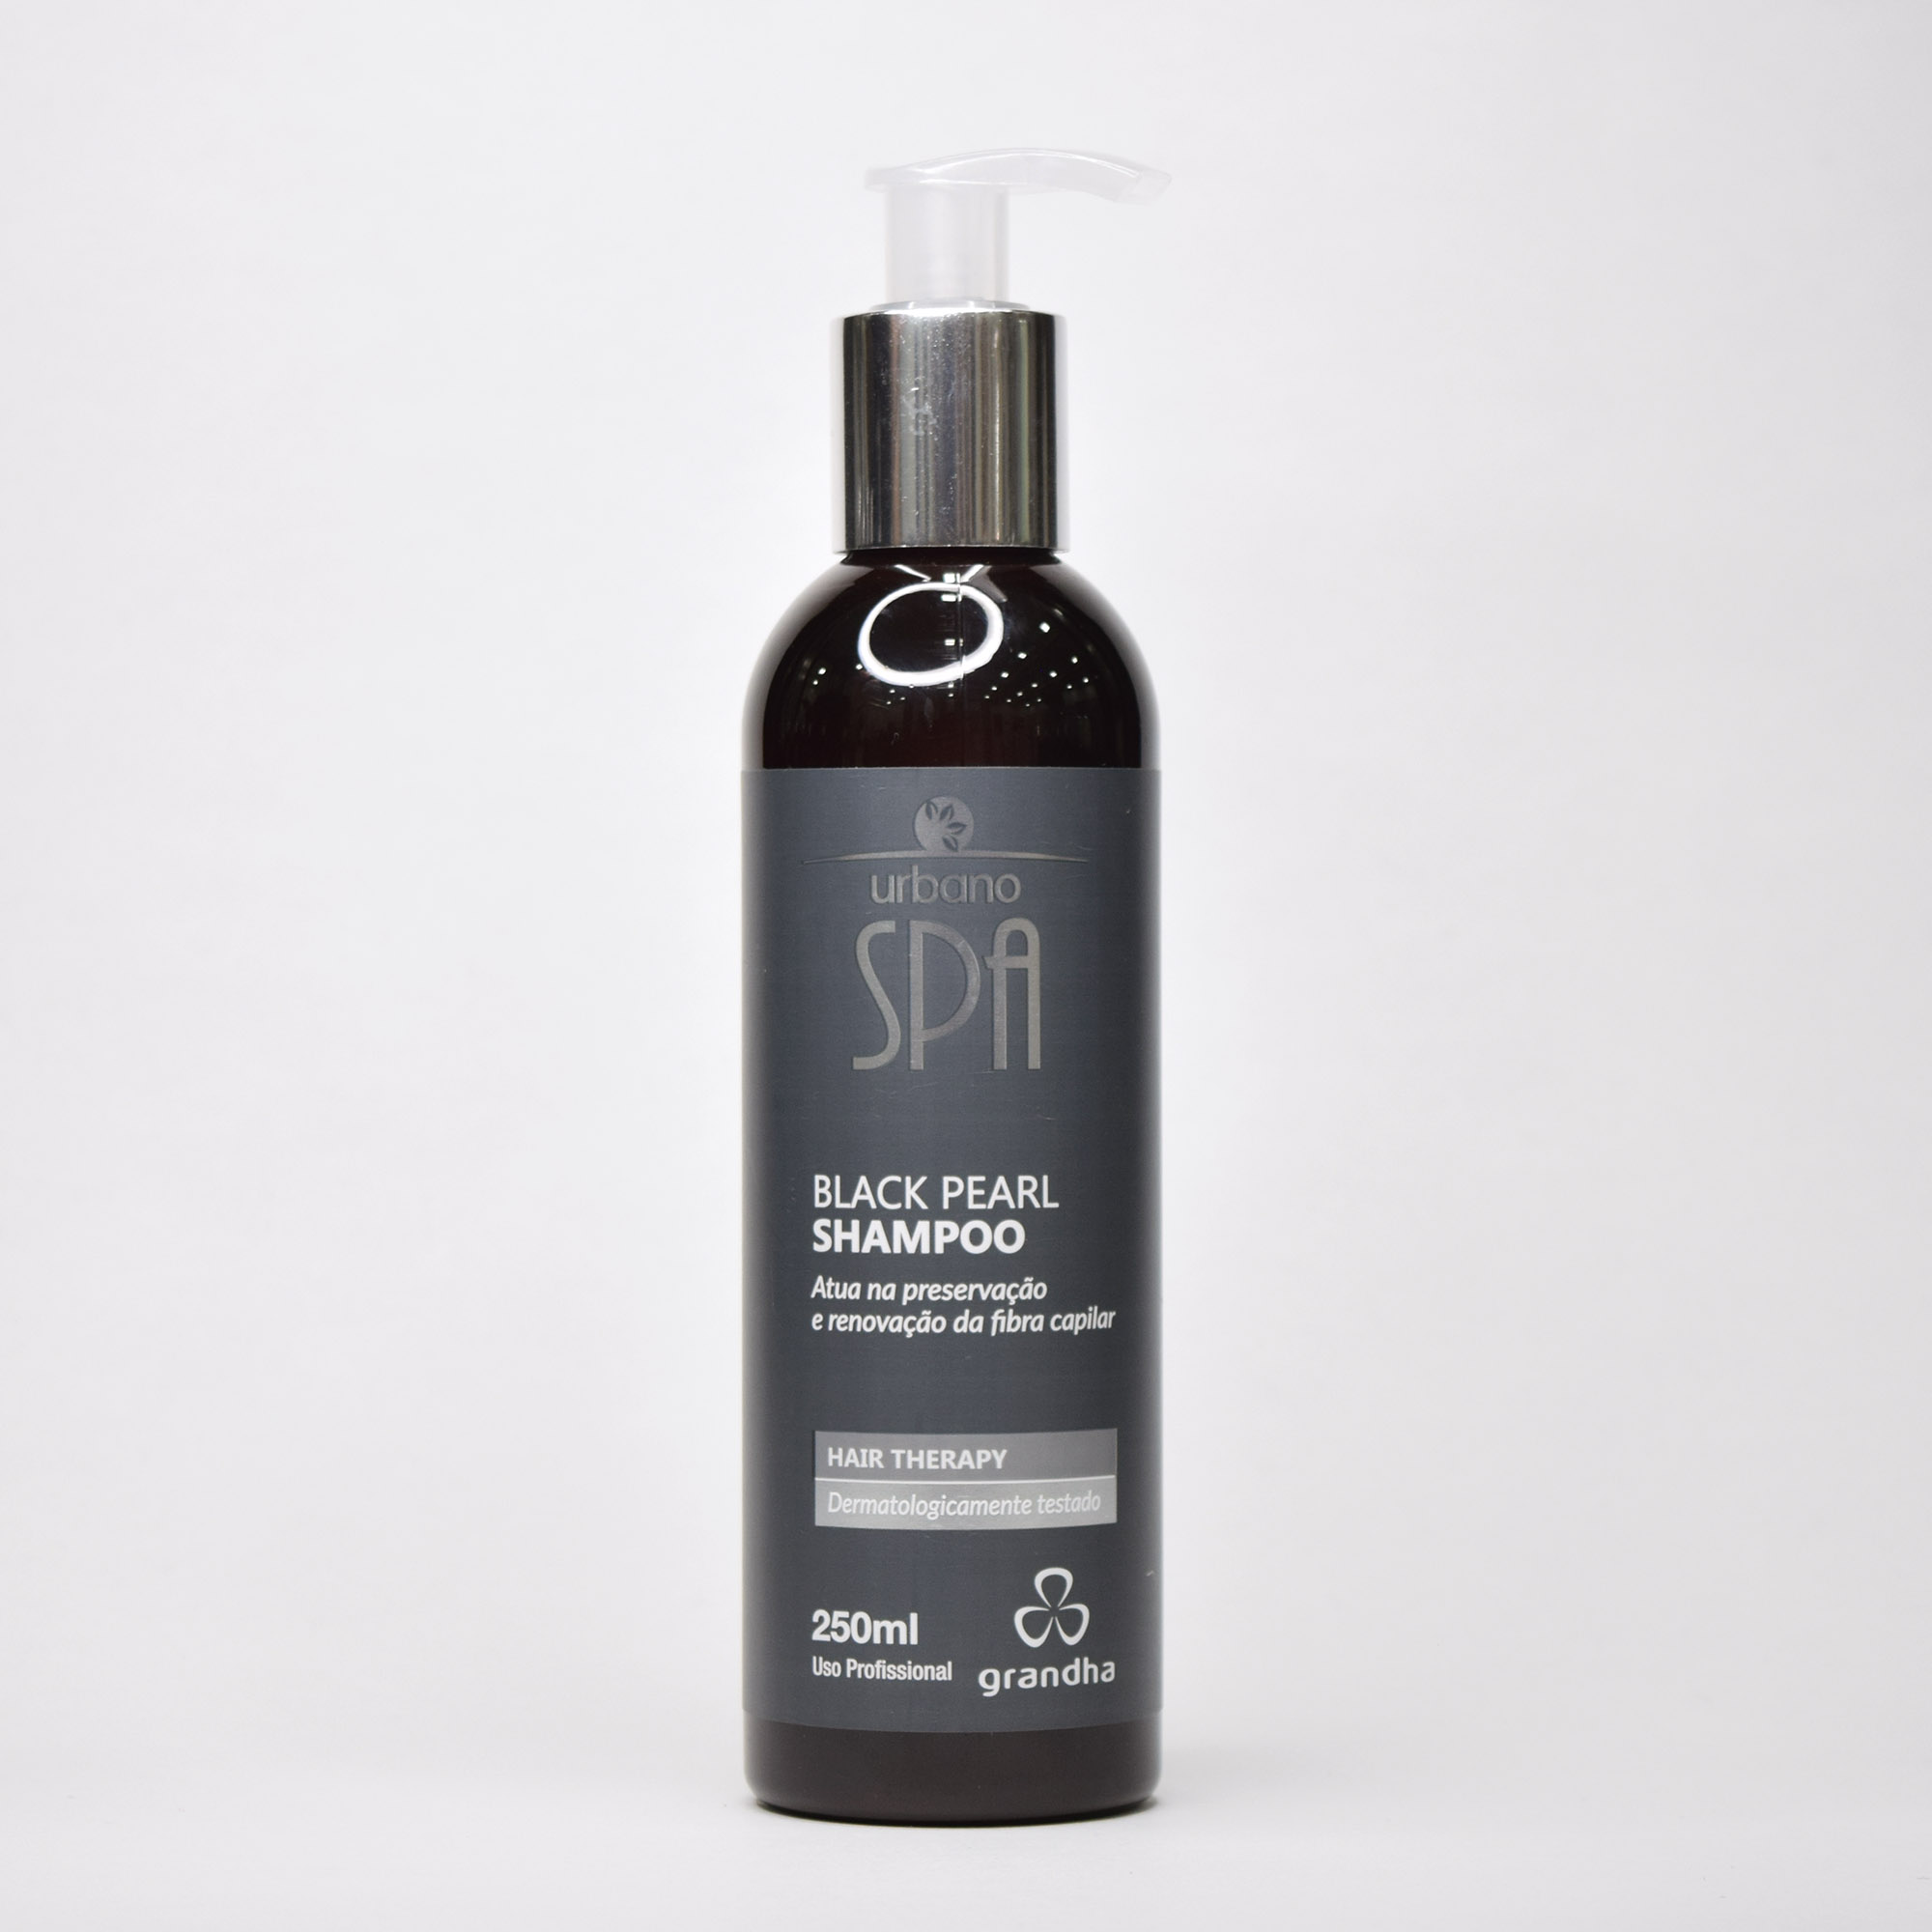 urbano
SPA
BLACK PEARL
SHAMPOO
Atua na preservação
e renovação da fibra capilar
HAIR THERAPY
Dermatologicamente testado
250ml
Uso Profissional
grandha